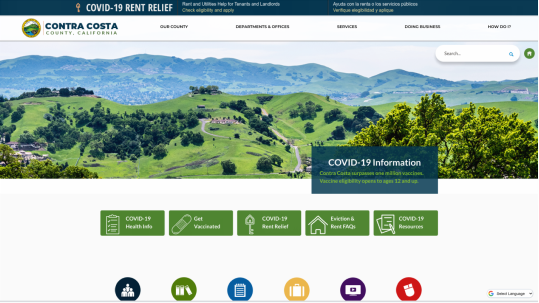 COVID-19 RENT RELIEF
Rent and Utilities Help for Tenants and Landlords
Check eligibility and apply
Ayuda con la renta o los servicios públicos
Verifique elegibilidad y aplique
CONTRA COSTA
COUNTY, CALIFORNIA
OUR COUNTY
DEPARTMENTS & OFFICES
SERVICES
DOING BUSINESS
HOW DO I?
Search...
COVID-19 Information
Contra Costa surpasses one million vaccines.
Vaccine eligibility opens to ages 12 and up.
COVID-19
Health Info
Get
Vaccinated
COVID-19
Rent Relief
Eviction &
Rent FAQs
COVID-19
Resources
G Select Language